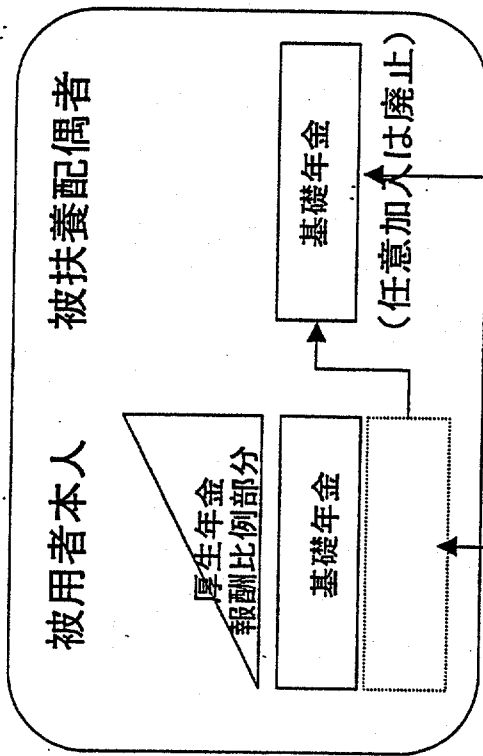 被用者本人
被扶養配偶者
厚生年金
報酬比例部分
基礎年金
基礎年金
(任意加入は廃止)